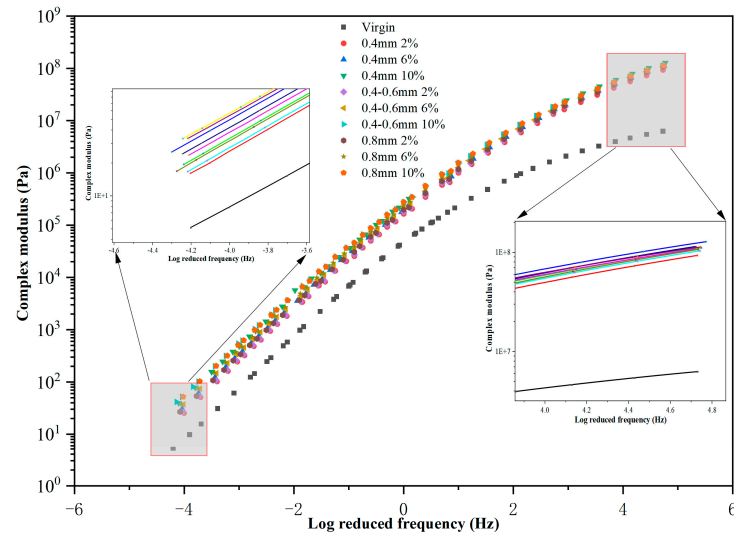 Complex modulus (Pa)
10⁹
10⁸
10⁷
10⁶
10⁵
10⁴
10³
10²
10¹
10⁰
Virgin
0.4mm 2%
0.4mm 6%
0.4mm 10%
0.4-0.6mm 2%
0.4-0.6mm 6%
0.4-0.6mm 10%
0.8mm 2%
0.8mm 6%
0.8mm 10%
Complex modulus (Pa)
1E+1
-4.6 -4.4 -4.2 -4.0 -3.8 -3.6
Log reduced frequency (Hz)
Complex modulus (Pa)
1E+8
1E+7
4.0 4.2 4.4 4.6 4.8
Log reduced frequency (Hz)
-6 -4 -2 0 2 4 6
Log reduced frequency (Hz)